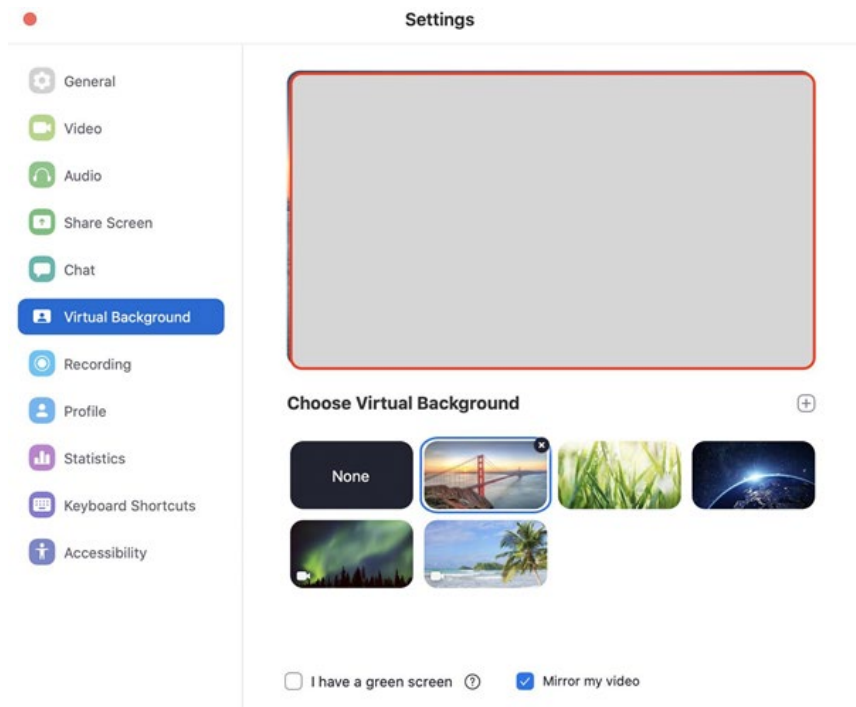 Settings
General
Video
Audio
Share Screen
Chat
Virtual Background
Recording
Profile
Statistics
Keyboard Shortcuts
Accessibility
Choose Virtual Background
None
I have a green screen
Mirror my video